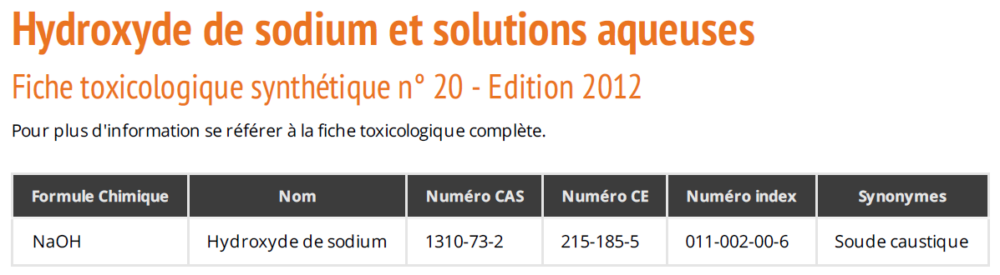 Hydroxyde de sodium et solutions aqueuses
Fiche toxicologique synthétique n° 20 - Edition 2012
Pour plus d'information se référer à la fiche toxicologique complète.
Formule Chimique Nom Numéro CAS Numéro CE Numéro index Synonymes
NaOH Hydroxyde de sodium 1310-73-2 215-185-5 011-002-00-6 Soude caustique